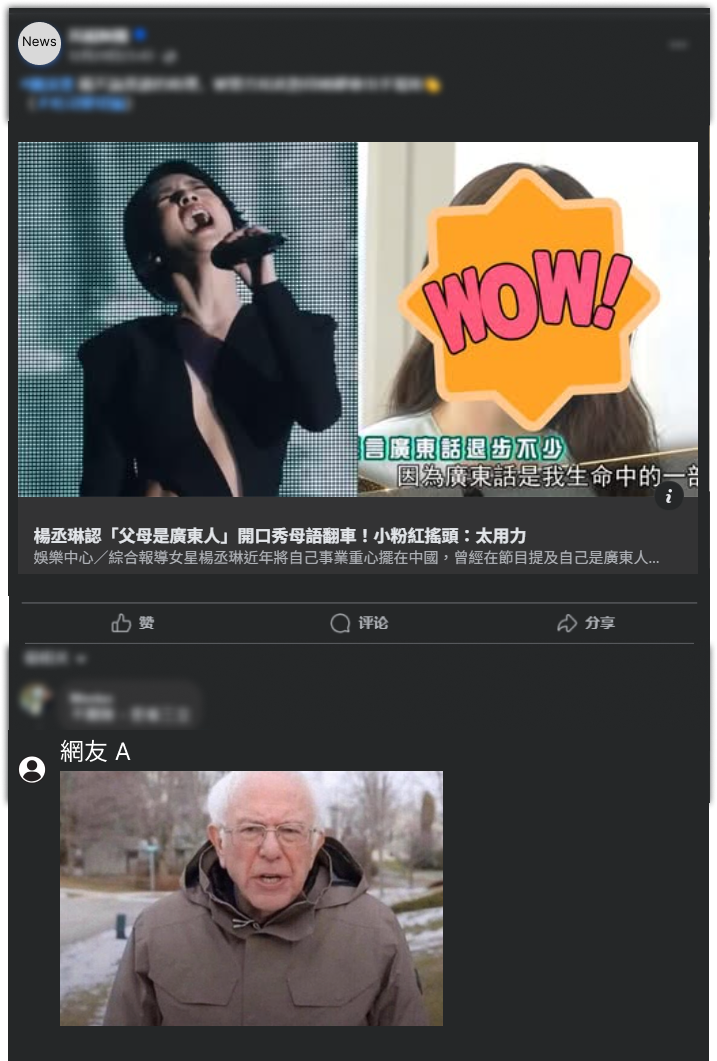 News
WOW!
言廣東話退步不少
因為廣東話是我生命中的一部
楊丞琳認「父母是廣東人」開口秀母語翻車！小粉紅搖頭：太用力
娛樂中心／綜合報導女星楊丞琳近年將自己事業重心擺在中國，曾經在節目提及自己是廣東人...
赞
评论
分享
網友 A